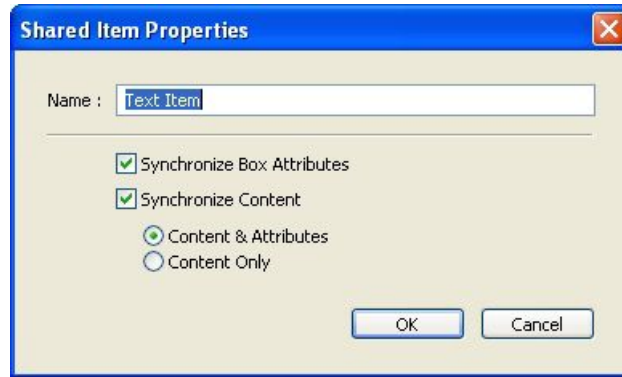 Shared Item Properties
Name : Text Item
Synchronize Box Attributes
Synchronize Content
Content & Attributes
Content Only
OK Cancel